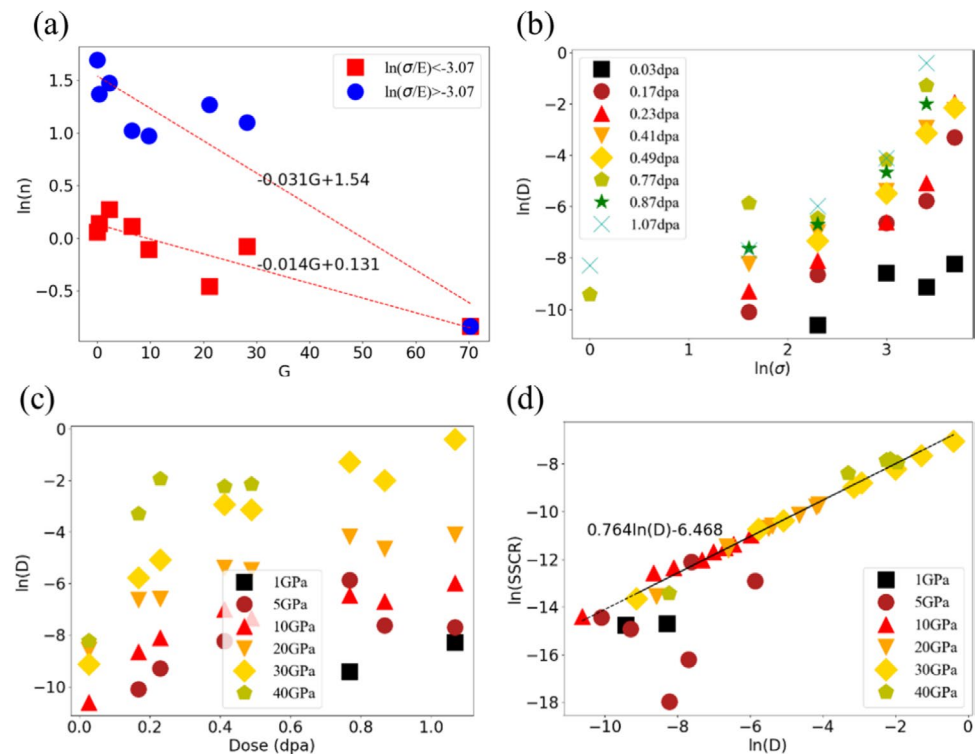 (a)
1.5
1.0
0.5
0.0
−0.5
ln(n)
ln(σ/E)<-3.07
ln(σ/E)>-3.07
-0.031G+1.54
-0.014G+0.131
0 10 20 30 40 50 60 70
G
(b)
0
−2
−4
−6
−8
−10
ln(D)
0.03dpa
0.17dpa
0.23dpa
0.41dpa
0.49dpa
0.77dpa
0.87dpa
1.07dpa
0 1 2 3
ln(σ)
(c)
0
−2
−4
−6
−8
−10
ln(D)
1GPa
5GPa
10GPa
20GPa
30GPa
40GPa
0.0 0.2 0.4 0.6 0.8 1.0
Dose (dpa)
(d)
−8
−10
−12
−14
−16
−18
ln(SSCR)
0.764ln(D)-6.468
1GPa
5GPa
10GPa
20GPa
30GPa
40GPa
−10 −8 −6 −4 −2 0
ln(D)